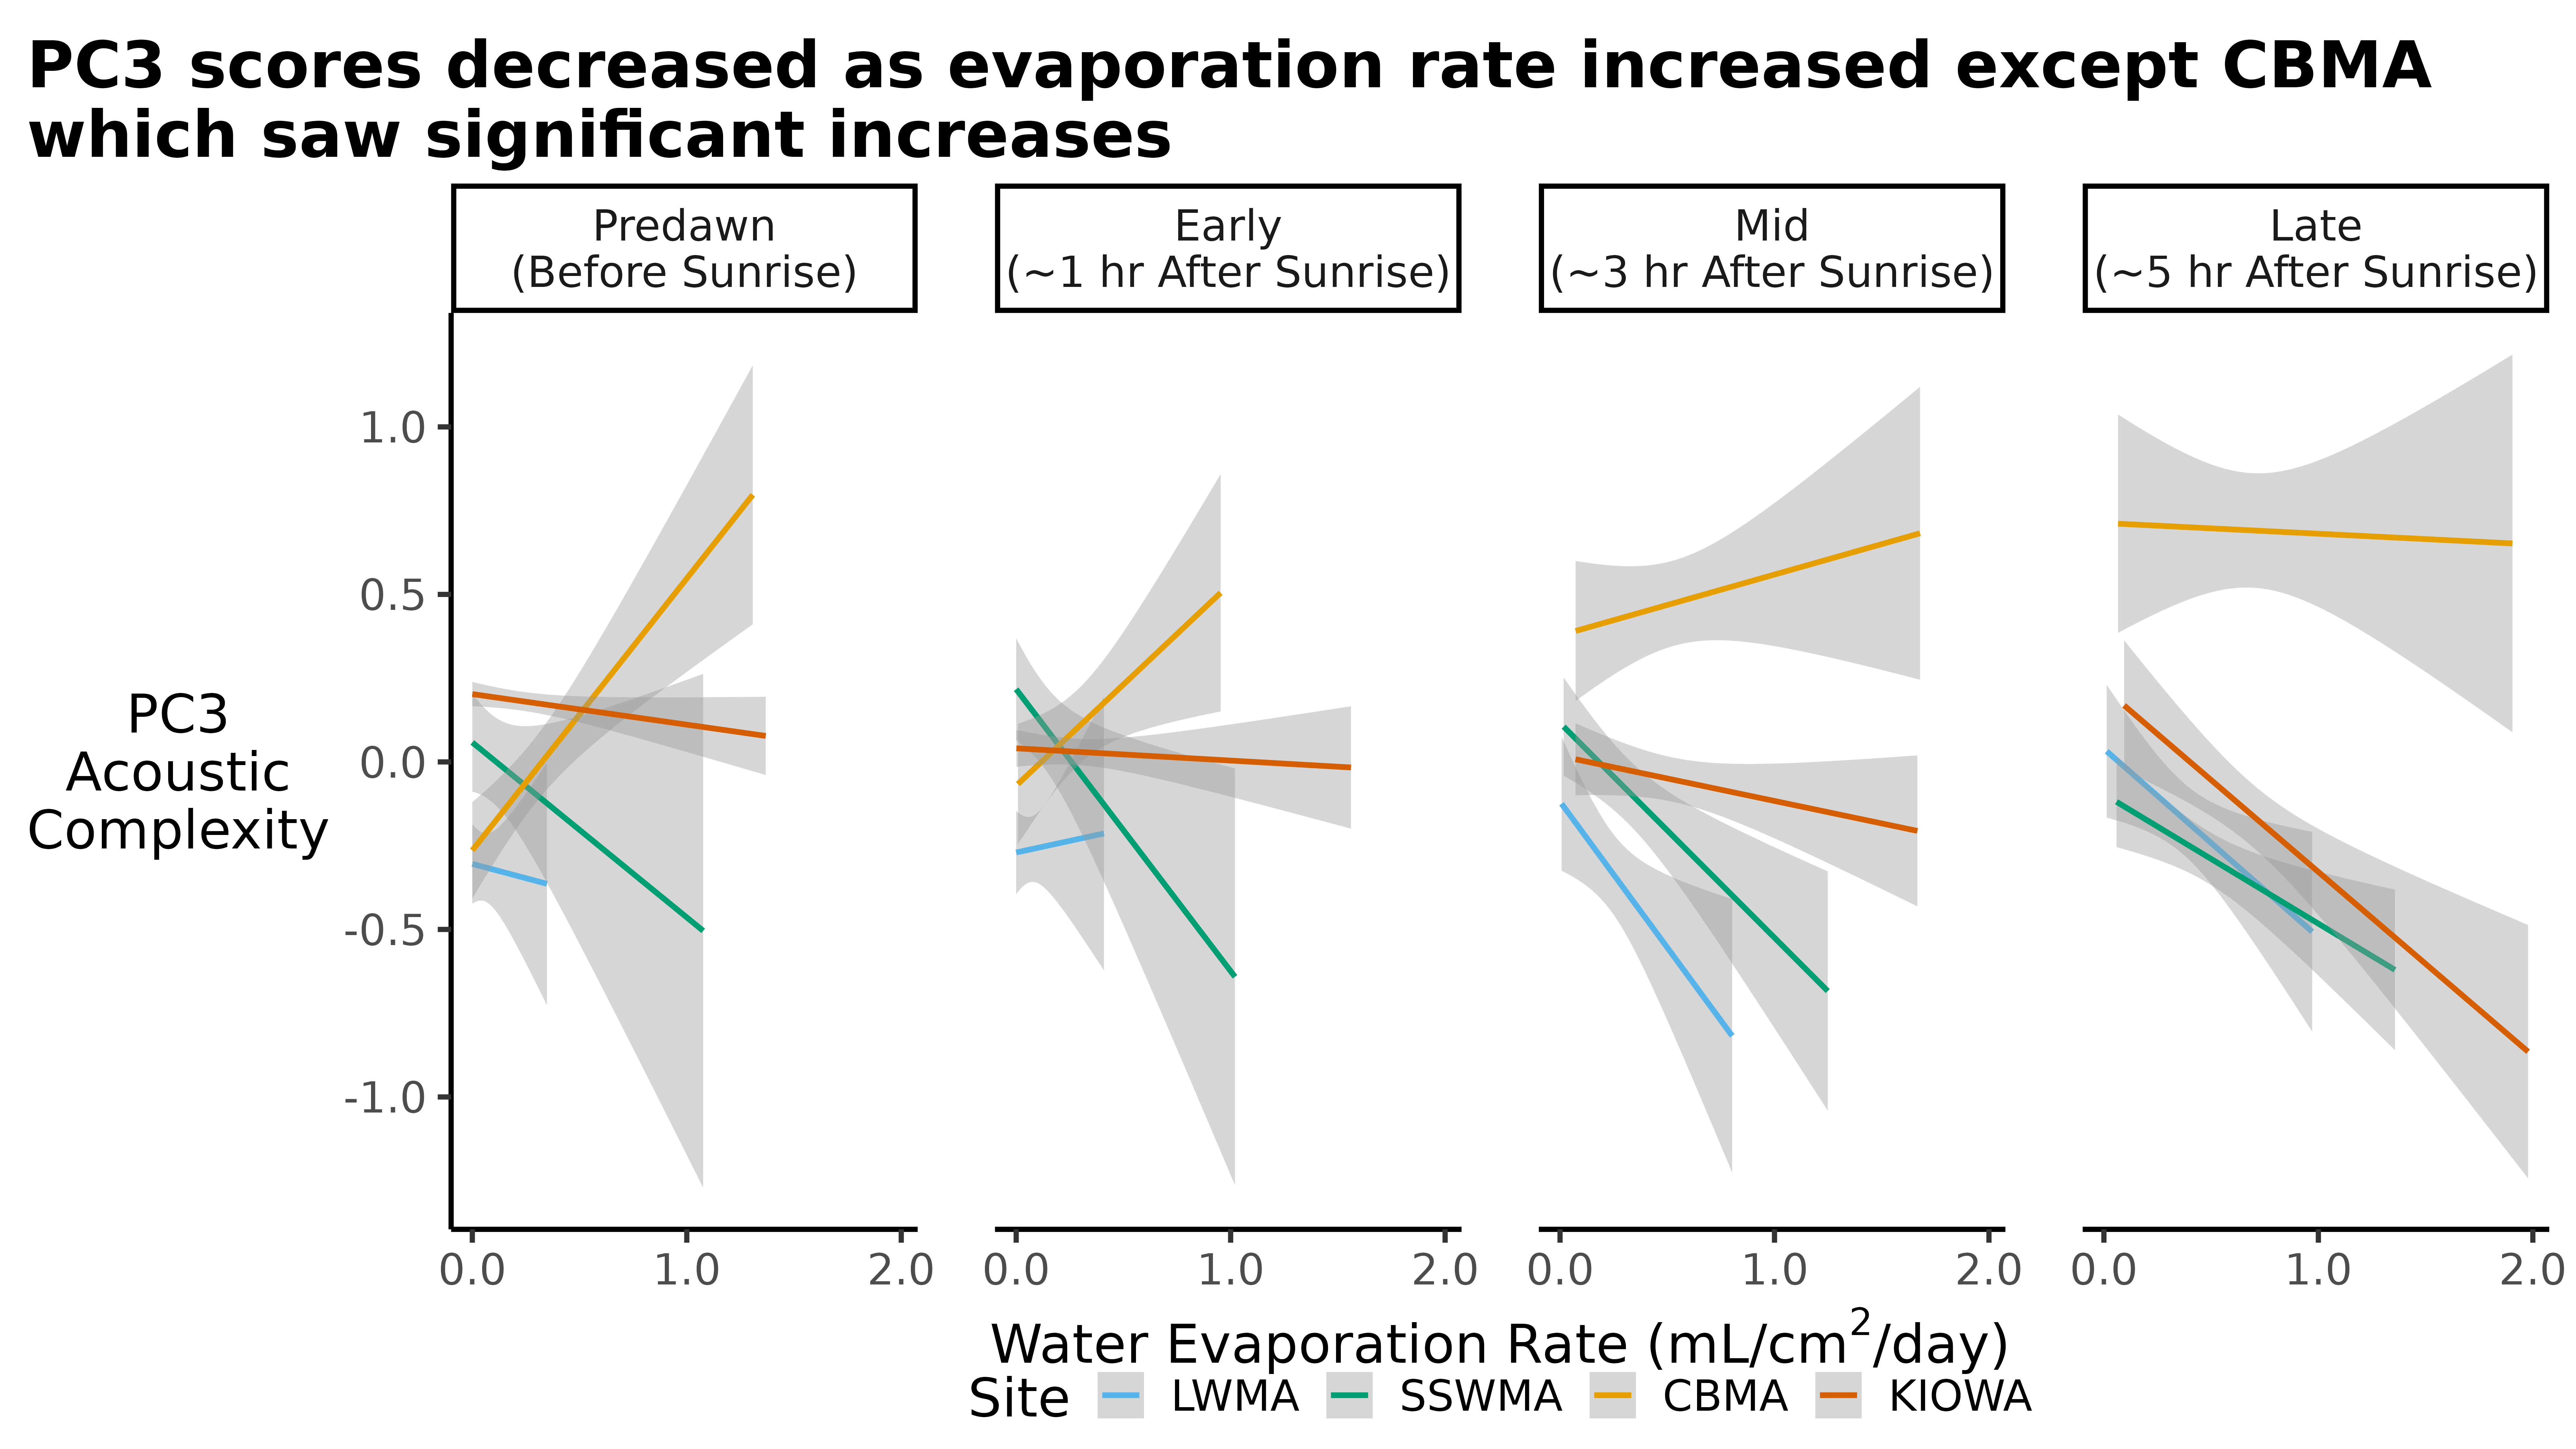 PC3 scores decreased as evaporation rate increased except CBMA
which saw significant increases
Predawn
(Before Sunrise)
Early
(~1 hr After Sunrise)
Mid
(~3 hr After Sunrise)
Late
(~5 hr After Sunrise)
PC3
Acoustic
Complexity
1.0
0.5
0.0
-0.5
-1.0
0.0 1.0 2.0
0.0 1.0 2.0
0.0 1.0 2.0
0.0 1.0 2.0
Water Evaporation Rate (mL/cm²/day)
Site LWMA SSWMA CBMA KIOWA